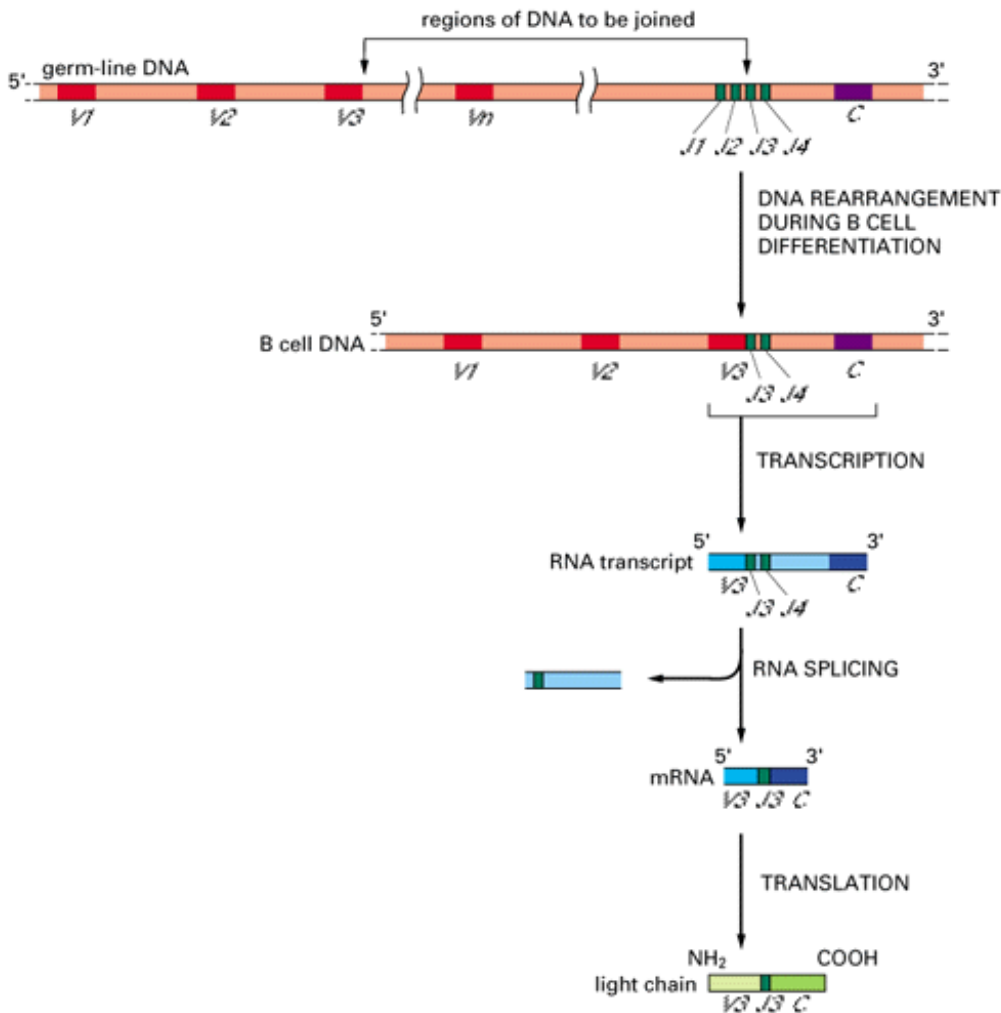 regions of DNA to be joined
germ-line DNA
5' 3'
V1 V2 V3 Vn C
J1 J2 J3 J4
DNA REARRANGEMENT
DURING B CELL
DIFFERENTIATION
5' 3'
B cell DNA
V1 V2 V3 C
J3 J4
TRANSCRIPTION
5' 3'
RNA transcript
V3 C
J3 J4
RNA SPLICING
5' 3'
mRNA
V3 J3 C
TRANSLATION
NH₂ COOH
light chain
V3 J3 C